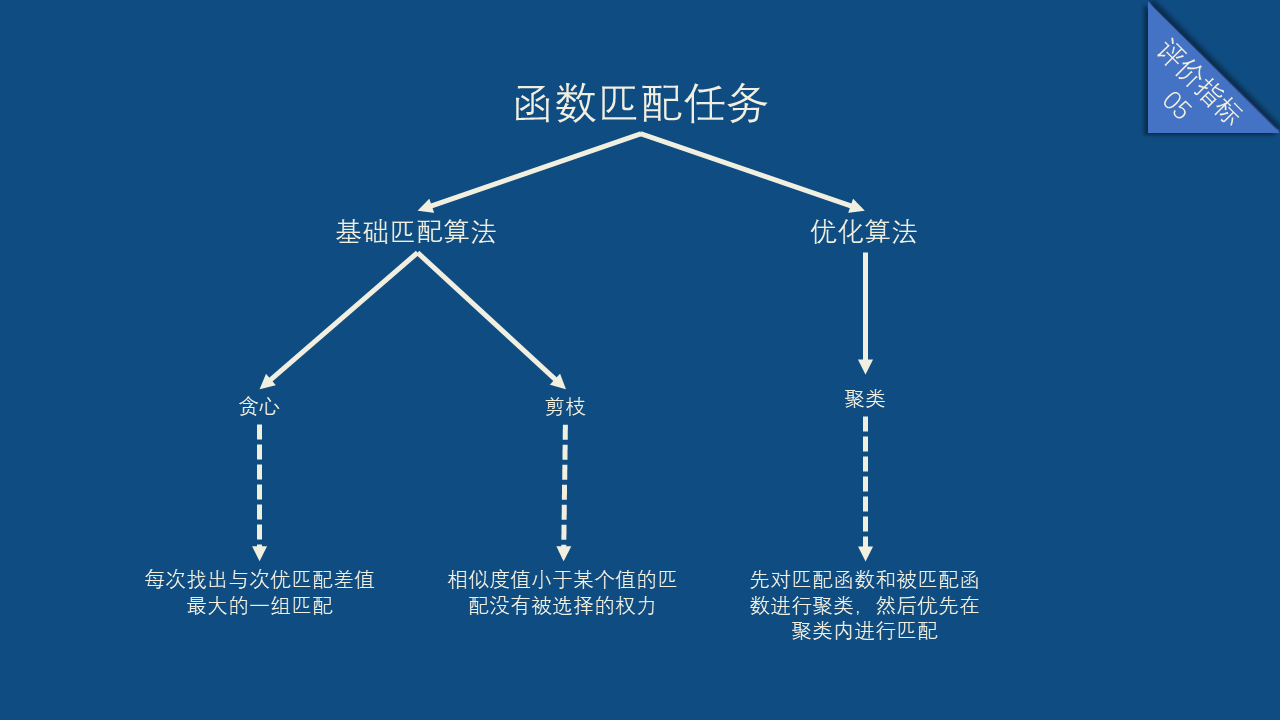 评价指标
05
函数匹配任务
基础匹配算法
优化算法
贪心
剪枝
聚类
每次找出与次优匹配差值
最大的一组匹配
相似度值小于某个值的匹
配没有被选择的权力
先对匹配函数和被匹配函
数进行聚类，然后优先在
聚类内进行匹配